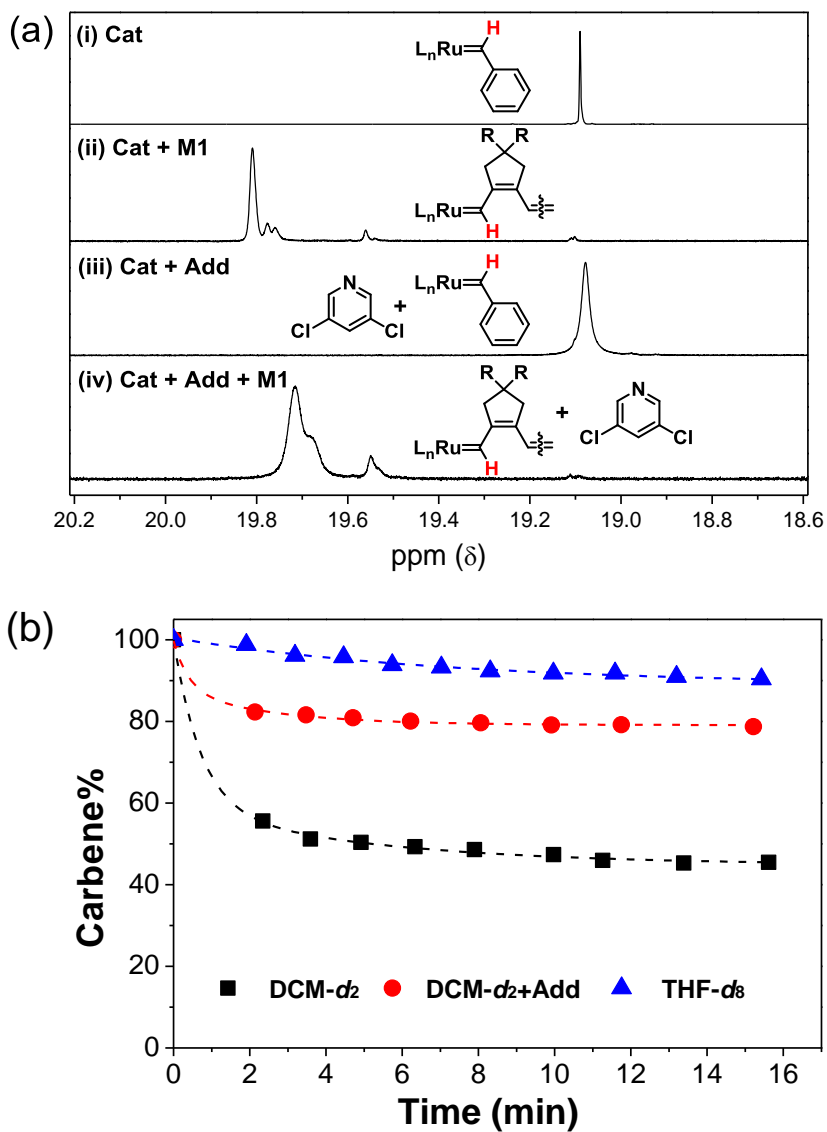 (a)
(i) Cat
H
LnRu
(ii) Cat + M1
R R
LnRu
H
(iii) Cat + Add
H
LnRu
N
+
Cl Cl
(iv) Cat + Add + M1
R R
N
+
LnRu
Cl Cl
H
20.2 20.0 19.8 19.6 19.4 19.2 19.0 18.8 18.6
ppm (δ)
(b)
100
80
60
40
20
0
Carbene%
DCM-d2 DCM-d2+Add THF-d8
0 2 4 6 8 10 12 14 16
Time (min)